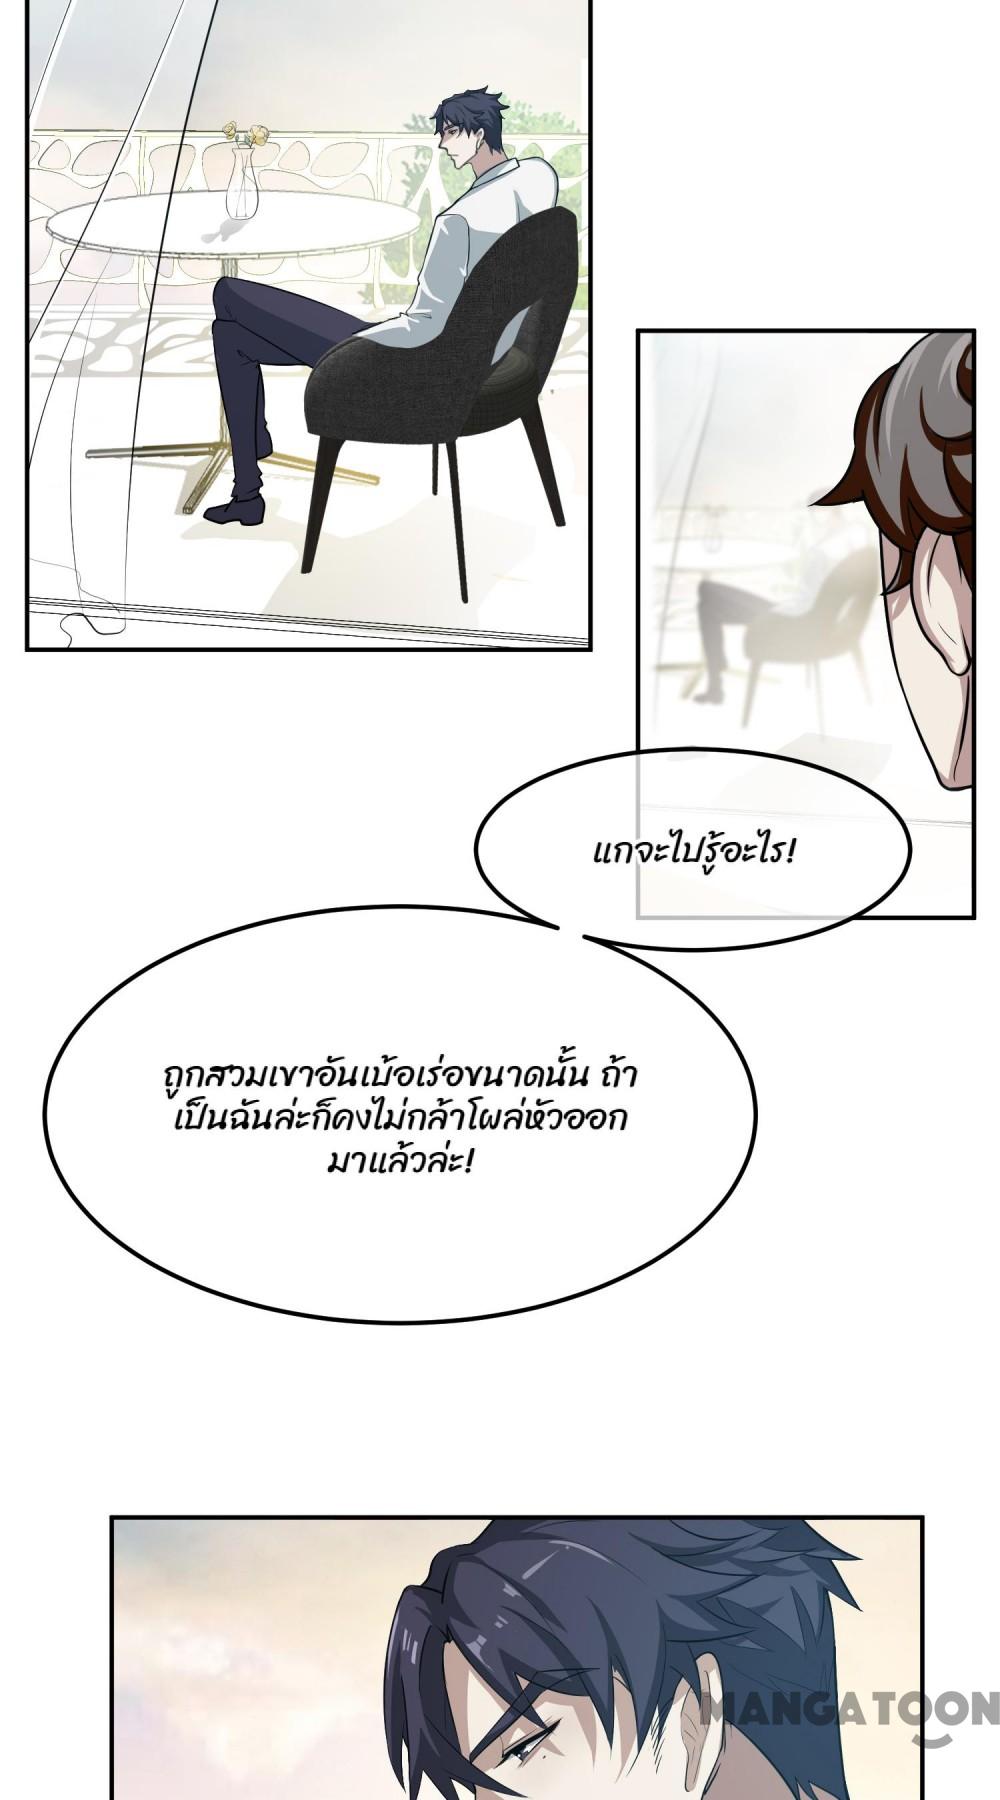 แกจะไปรู้อะไร!
ถูกสวมเขาอันเบ้อเร่อขนาดนั้น ถ้า
เป็นฉันล่ะก็คงไม่กล้าโผล่หัวออก
มาแล้วล่ะ!
MANGATOON